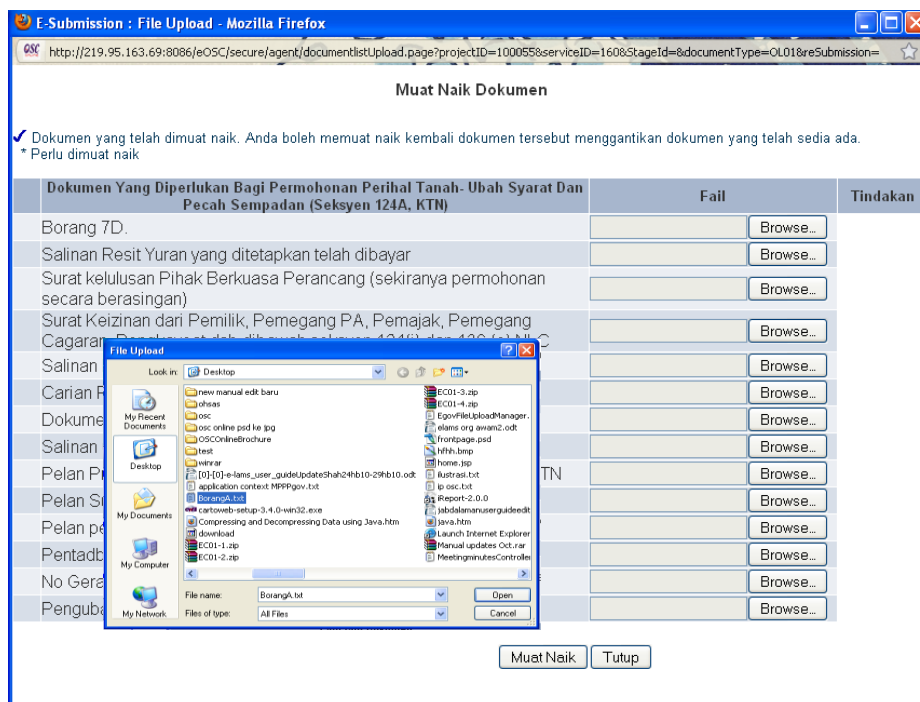 E-Submission : File Upload - Mozilla Firefox
OSC http://219.95.163.69:8086/eOSC/secure/agent/documentlistUpload.page?projectID=100055&serviceID=160&StageId=&documentType=OL01&reSubmission=
Muat Naik Dokumen
✓ Dokumen yang telah dimuat naik. Anda boleh memuat naik kembali dokumen tersebut menggantikan dokumen yang telah sedia ada.
* Perlu dimuat naik
Dokumen Yang Diperlukan Bagi Permohonan Perihal Tanah- Ubah Syarat Dan
Pecah Sempadan (Seksyen 124A, KTN)
Fail
Tindakan
Borang 7D.
Browse...
Salinan Resit Yuran yang ditetapkan telah dibayar
Browse...
Surat kelulusan Pihak Berkuasa Perancang (sekiranya permohonan
secara berasingan)
Browse...
Surat Keizinan dari Pemilik, Pemegang PA, Pemajak, Pemegang
Cagaran
Browse...
Salinan
Browse...
Carian
Browse...
Dokume
Browse...
Salinan
Browse...
Pelan P
TN
Browse...
Pelan S
Browse...
Pelan pe
Browse...
Pentadb
Browse...
No Gera
Browse...
Penguba
Browse...
File Upload
Look in:
Desktop
My Recent
Documents
Desktop
My Documents
My Computer
My Network
new manual edit baru
ohsas
osc
osc online psd ke jpg
OSCOnlineBrochure
test
winrar
[0]-[0]-e-lams_user_guideUpdateShah24hb10-29hb10.odt
application context MPPPgov.txt
BorangA.txt
cartoweb-setup-3.4.0-win32.exe
Compressing and Decompressing Data using Java.htm
download
EC01-1.zip
EC01-2.zip
EC01-3.zip
EC01-4.zip
EgovFileUploadManager.
elams org awam2.odt
frontpage.psd
hfhh.bmp
home.jsp
ilustrasi.txt
ip osc.txt
iReport-2.0.0
jabdalamanuserguideedit
java.htm
Launch Internet Explorer
Manual updates Oct.rar
MeetingminutesController
File name:
BorangA.txt
Open
Files of type:
All Files
Cancel
Muat Naik
Tutup